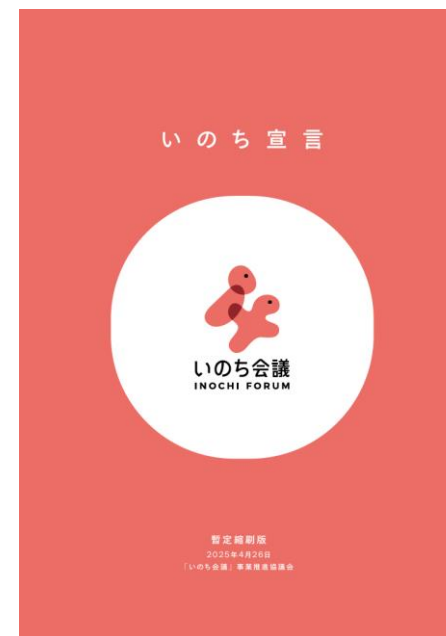 いのち宣言
いのち会議
INOCHI FORUM
暫定縮刷版
2025年4月26日
「いのち会議」事業推進協議会